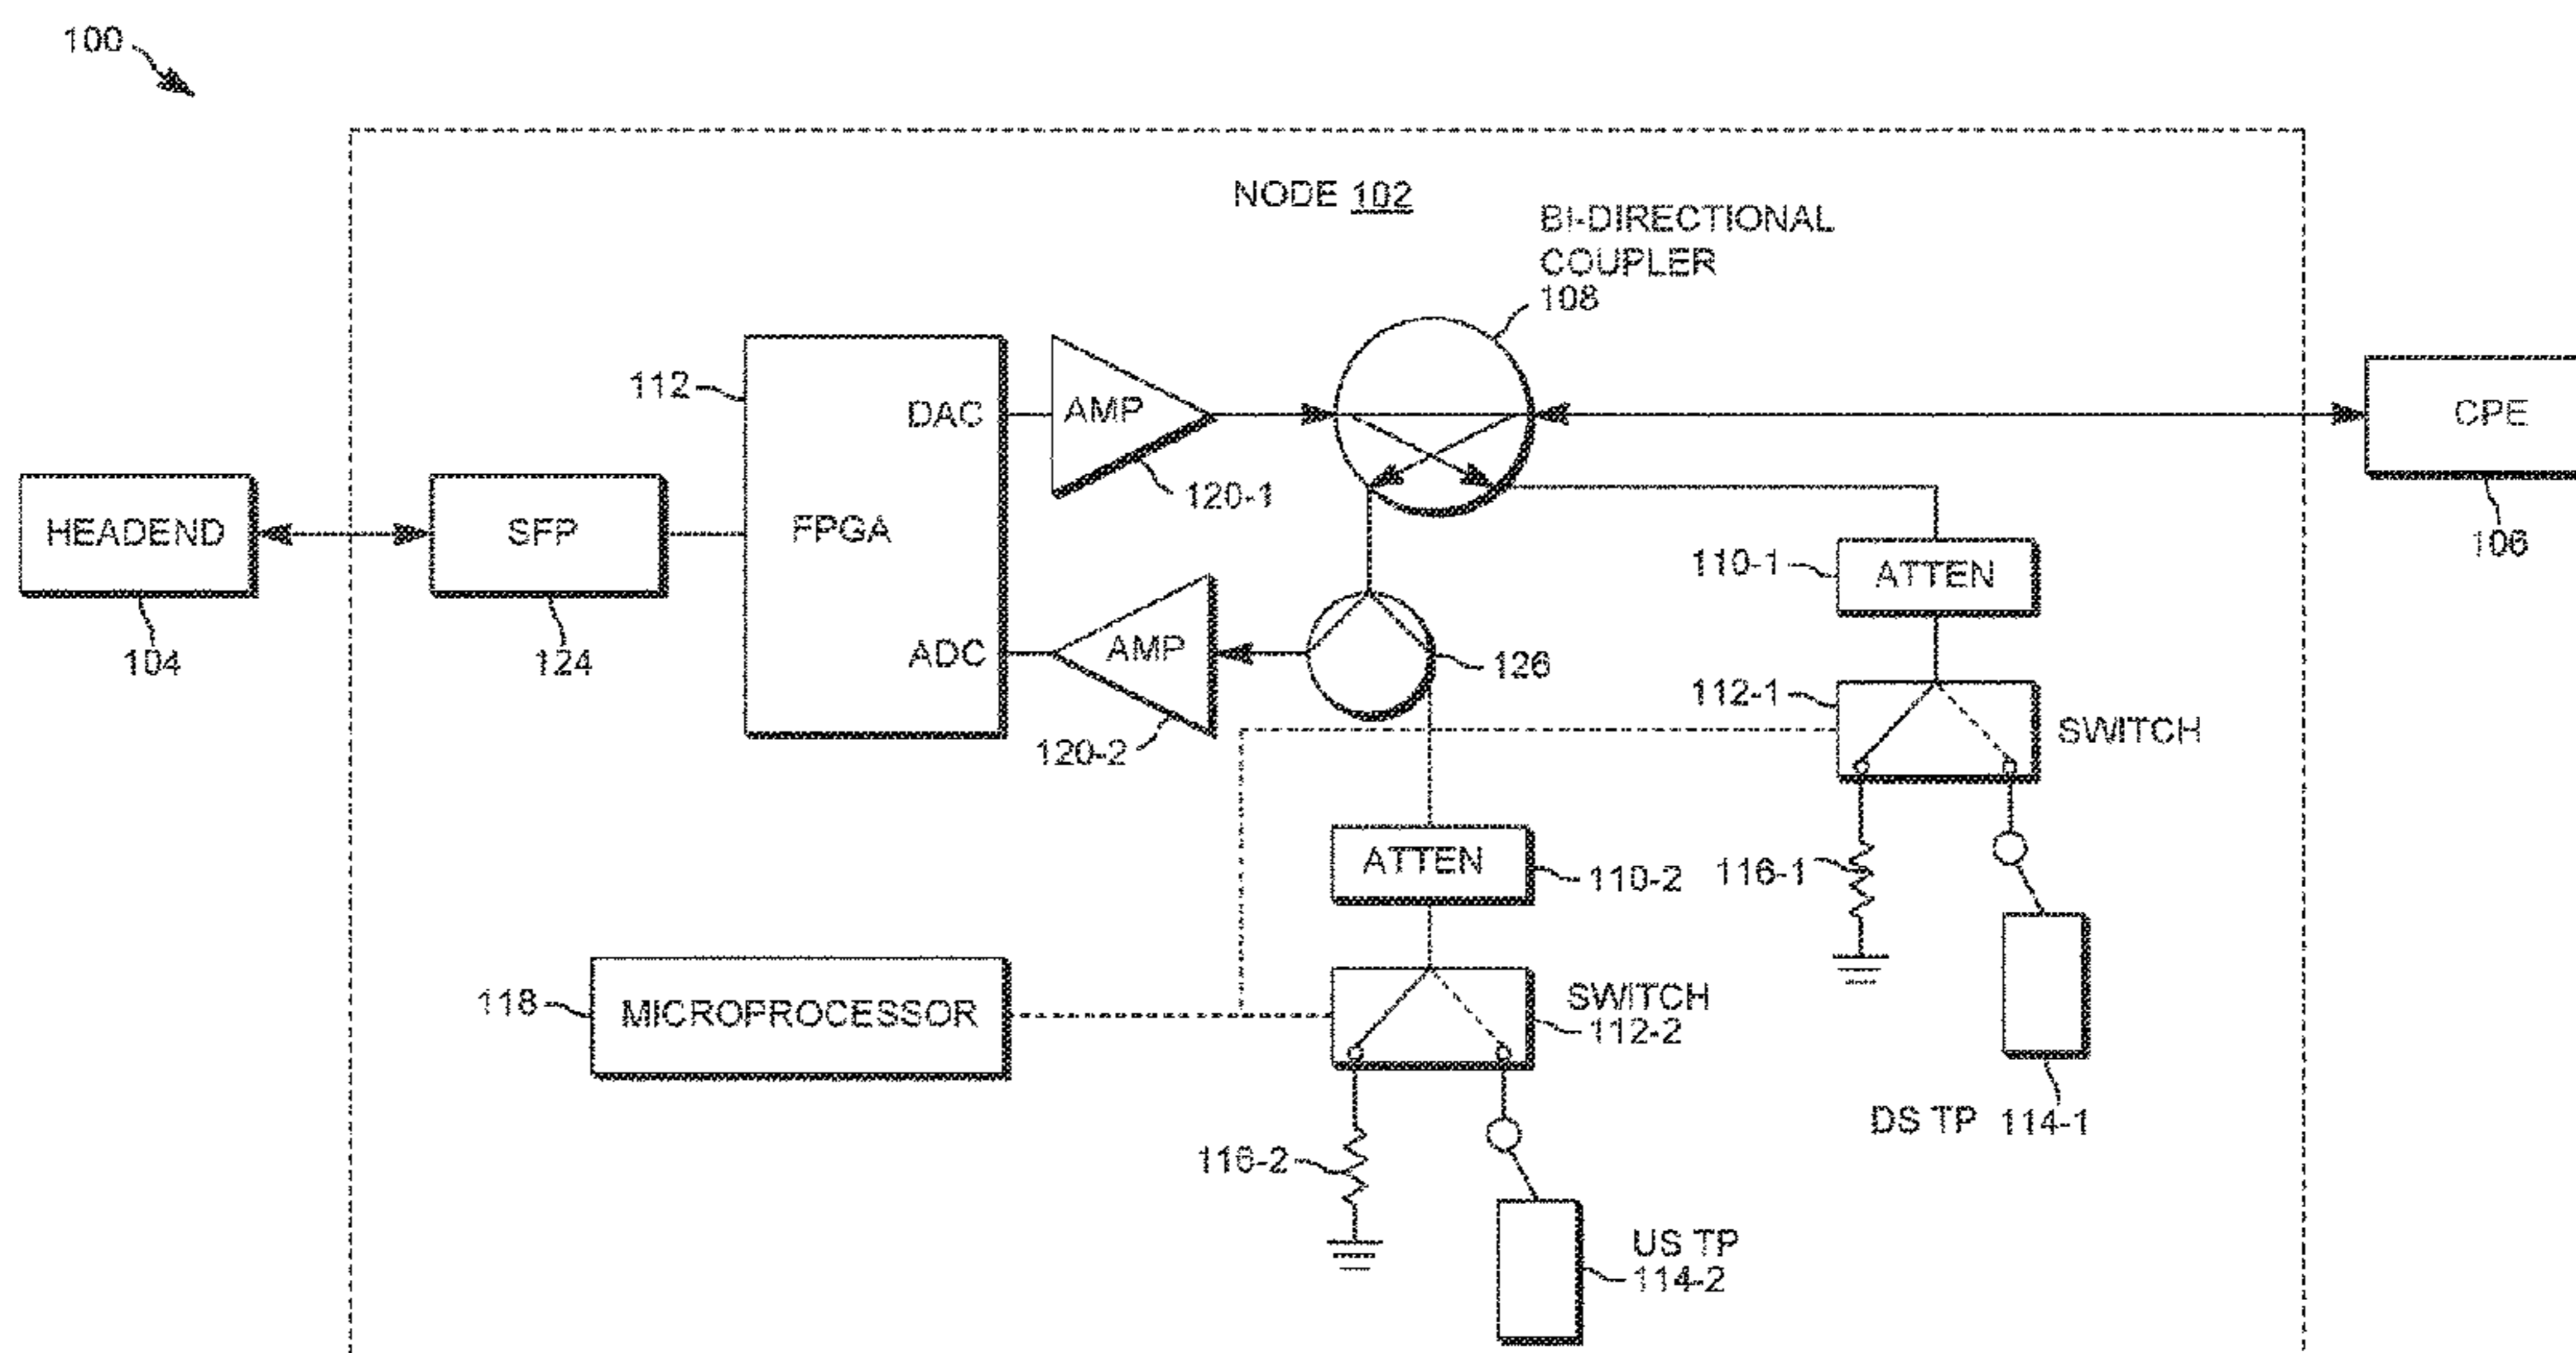 100
NODE 102
BI-DIRECTIONAL
COUPLER
108
112
DAC
AMP
CPE
120-1
HEADEND
SFP
FPGA
106
110-1
ATTEN
104
124
ADC
AMP
126
112-1
SWITCH
120-2
ATTEN
110-2
116-1
118
MICROPROCESSOR
SWITCH
112-2
DS TP 114-1
116-2
US TP
114-2